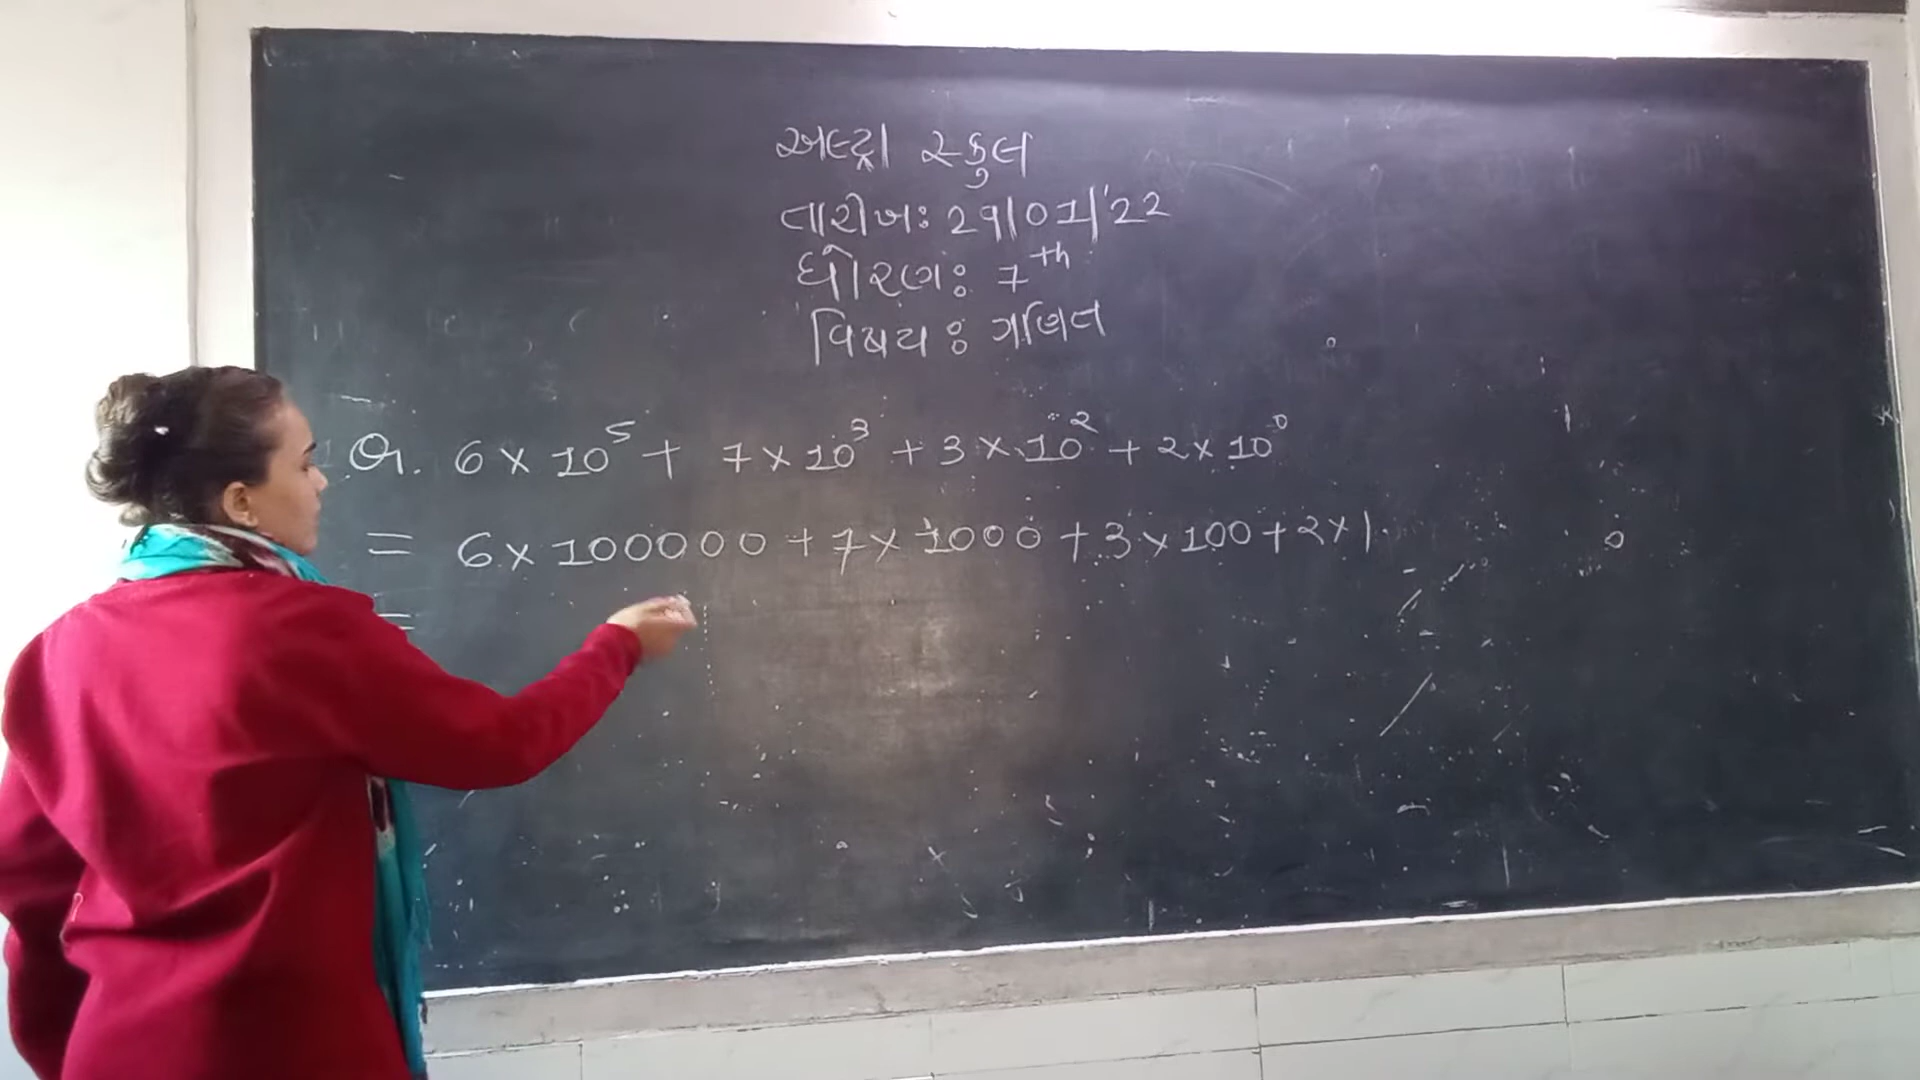 અલ્ટ્રા સ્કુલ
તારીખઃ 29/01/'22
ધોરણઃ 7th
વિષયઃ ગણિત
Q1. 6 × 10⁵ + 7 × 10³ + 3 × 10² + 2 × 10⁰
= 6 × 100000 + 7 × 1000 + 3 × 100 + 2 × 1
=